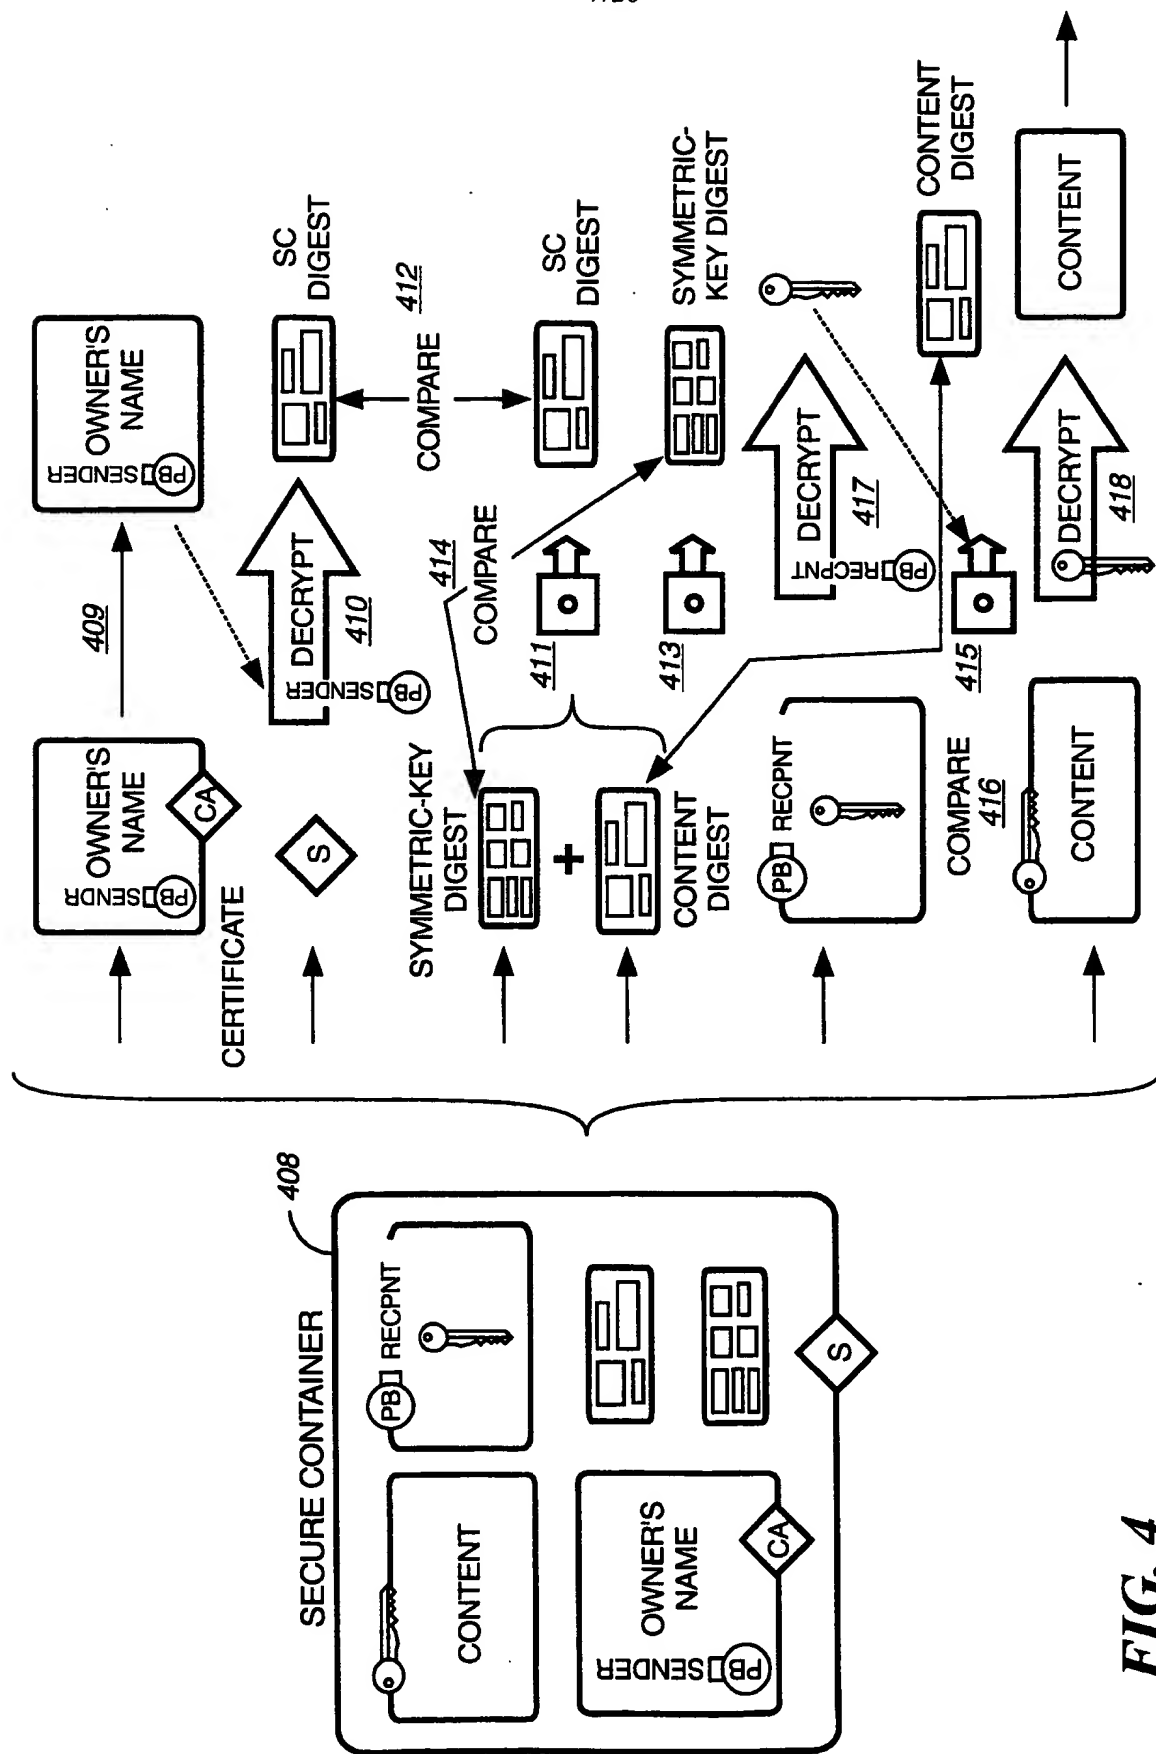 SECURE CONTAINER
408
CONTENT
PB RECPNT
OWNER'S
NAME
PB SENDER
CA
S
CERTIFICATE
OWNER'S
NAME
PB SENDR
CA
409
OWNER'S
NAME
PB SENDER
S
DECRYPT
410
PB SENDER
SC
DIGEST
COMPARE
412
SYMMETRIC-KEY
DIGEST
+
CONTENT
DIGEST
414
COMPARE
411
SC
DIGEST
413
SYMMETRIC-
KEY DIGEST
PB RECPNT
DECRYPT
417
PB RECPNT
COMPARE
416
415
CONTENT
DIGEST
CONTENT
DECRYPT
418
CONTENT
FIG. 4